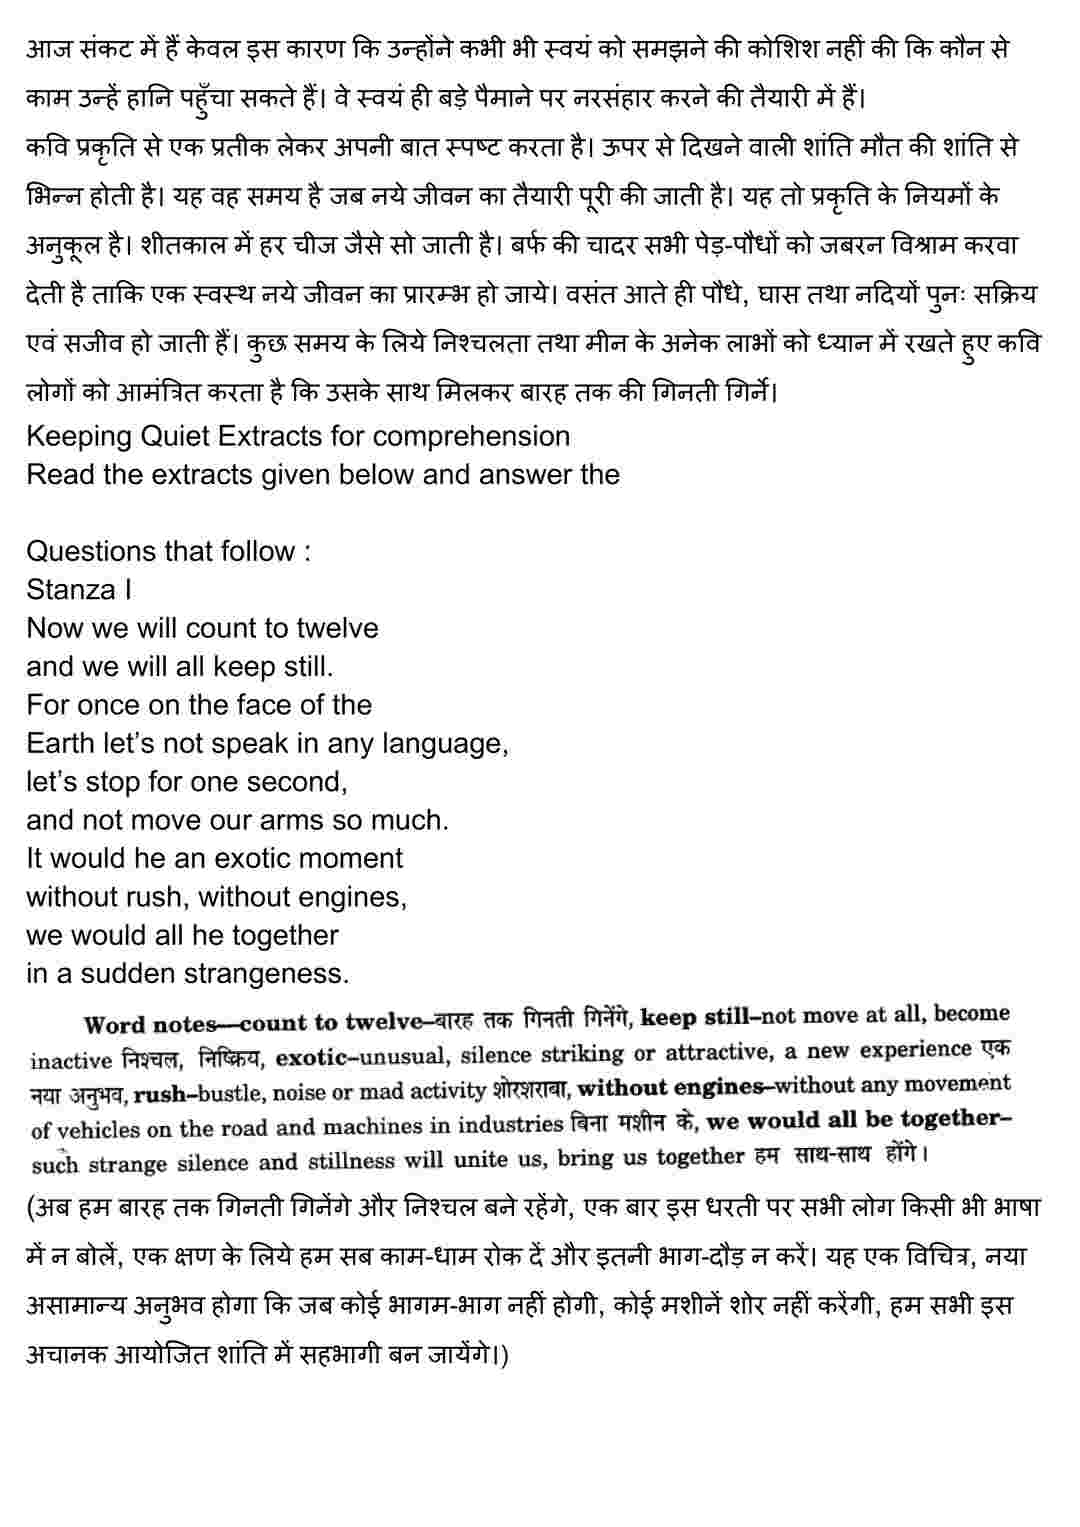 आज संकट में हैं केवल इस कारण कि उन्होंने कभी भी स्वयं को समझने की कोशिश नहीं की कि कौन से
काम उन्हें हानि पहुँचा सकते हैं। वे स्वयं ही बड़े पैमाने पर नरसंहार करने की तैयारी में हैं।
कवि प्रकृति से एक प्रतीक लेकर अपनी बात स्पष्ट करता है। ऊपर से दिखने वाली शांति मौत की शांति से
भिन्न होती है। यह वह समय है जब नये जीवन का तैयारी पूरी की जाती है। यह तो प्रकृति के नियमों के
अनुकूल है। शीतकाल में हर चीज जैसे सो जाती है। बर्फ की चादर सभी पेड़-पौधों को जबरन विश्राम करवा
देती है ताकि एक स्वस्थ नये जीवन का प्रारम्भ हो जाये। वसंत आते ही पौधे, घास तथा नदियों पुनः सक्रिय
एवं सजीव हो जाती हैं। कुछ समय के लिये निश्चलता तथा मीन के अनेक लाभों को ध्यान में रखते हुए कवि
लोगों को आमंत्रित करता है कि उसके साथ मिलकर बारह तक की गिनती गिर्ने।
Keeping Quiet Extracts for comprehension
Read the extracts given below and answer the
Questions that follow :
Stanza I
Now we will count to twelve
and we will all keep still.
For once on the face of the
Earth let’s not speak in any language,
let’s stop for one second,
and not move our arms so much.
It would he an exotic moment
without rush, without engines,
we would all he together
in a sudden strangeness.
Word notes—count to twelve–बारह तक गिनती गिनेंगे, keep still–not move at all, become
inactive निश्चल, निष्क्रिय, exotic–unusual, silence striking or attractive, a new experience एक
नया अनुभव, rush–bustle, noise or mad activity शोरशराबा, without engines–without any movement
of vehicles on the road and machines in industries बिना मशीन के, we would all be together–
such strange silence and stillness will unite us, bring us together हम साथ-साथ होंगे।
(अब हम बारह तक गिनती गिनेंगे और निश्चल बने रहेंगे, एक बार इस धरती पर सभी लोग किसी भी भाषा
में न बोलें, एक क्षण के लिये हम सब काम-धाम रोक दें और इतनी भाग-दौड़ न करें। यह एक विचित्र, नया
असामान्य अनुभव होगा कि जब कोई भागम-भाग नहीं होगी, कोई मशीनें शोर नहीं करेंगी, हम सभी इस
अचानक आयोजित शांति में सहभागी बन जायेंगे।)